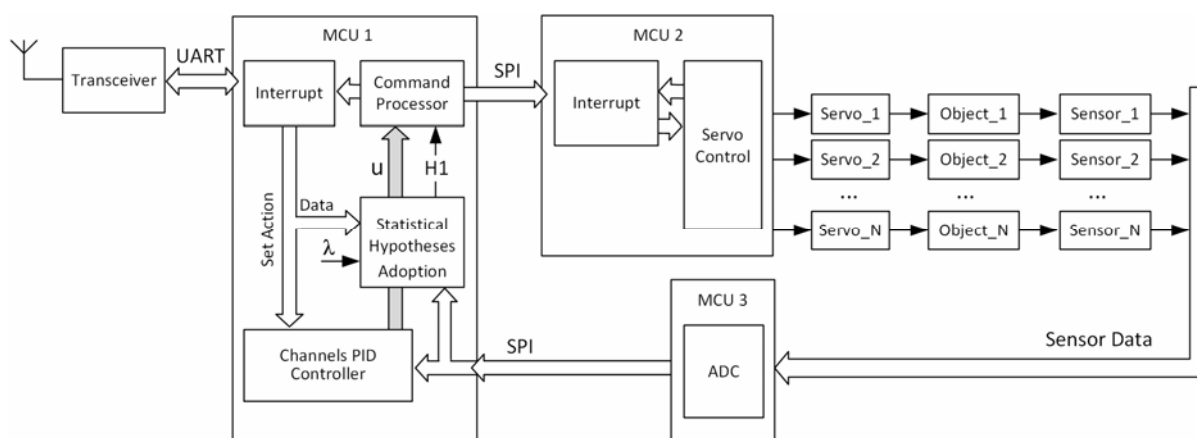 MCU 1
MCU 2
Transceiver
UART
Interrupt
Command
Processor
SPI
Interrupt
Servo
Control
Servo_1
Object_1
Sensor_1
Servo_2
Object_2
Sensor_2
...
...
...
Servo_N
Object_N
Sensor_N
u
H1
Set Action
Data
Statistical
Hypotheses
Adoption
λ
MCU 3
ADC
Channels PID
Controller
SPI
Sensor Data